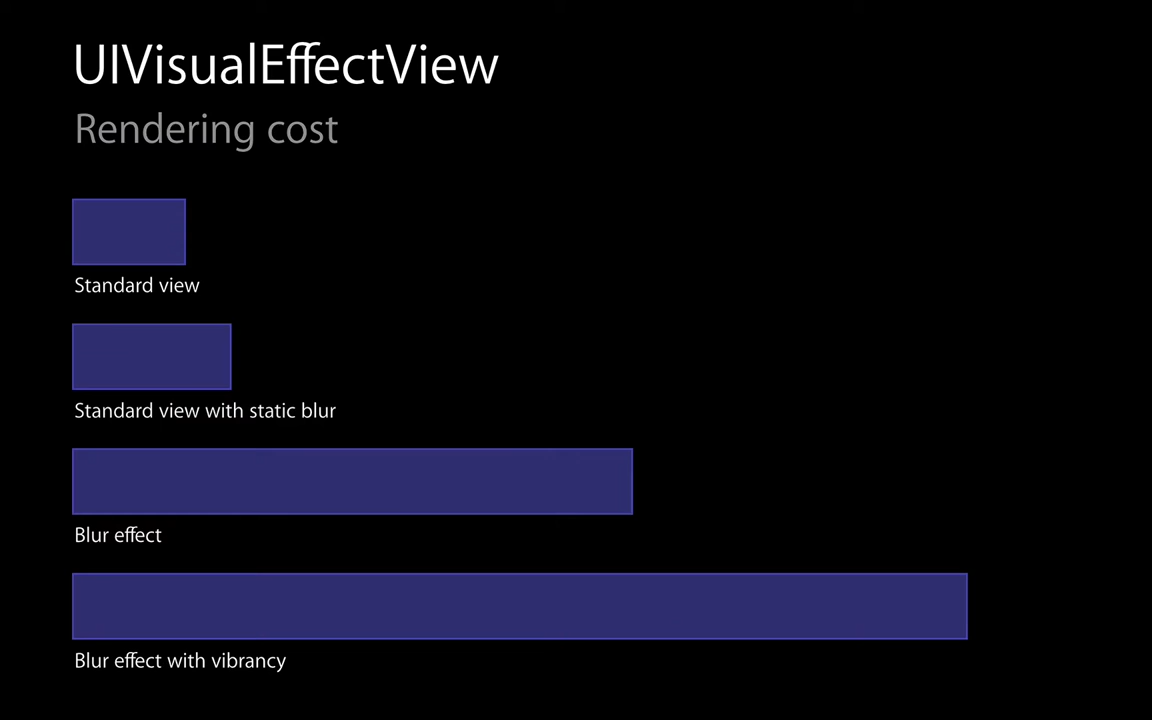 UIVisualEffectView
Rendering cost
Standard view
Standard view with static blur
Blur effect
Blur effect with vibrancy